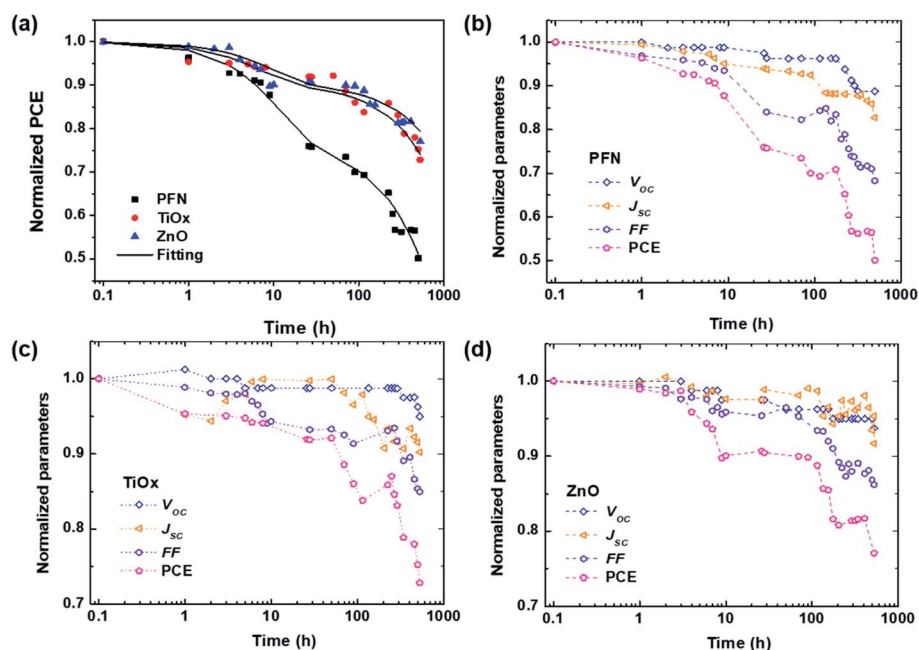 (a)
Normalized PCE
1.0
0.9
0.8
0.7
0.6
0.5
PFN
TiOx
ZnO
Fitting
0.1
1
10
100
1000
Time (h)
(b)
Normalized parameters
1.0
0.9
0.8
0.7
0.6
0.5
PFN
Voc
Jsc
FF
PCE
0.1
1
10
100
1000
Time (h)
(c)
Normalized parameters
1.0
0.9
0.8
0.7
TiOx
Voc
Jsc
FF
PCE
0.1
1
10
100
1000
Time (h)
(d)
Normalized parameters
1.0
0.9
0.8
0.7
ZnO
Voc
Jsc
FF
PCE
0.1
1
10
100
1000
Time (h)